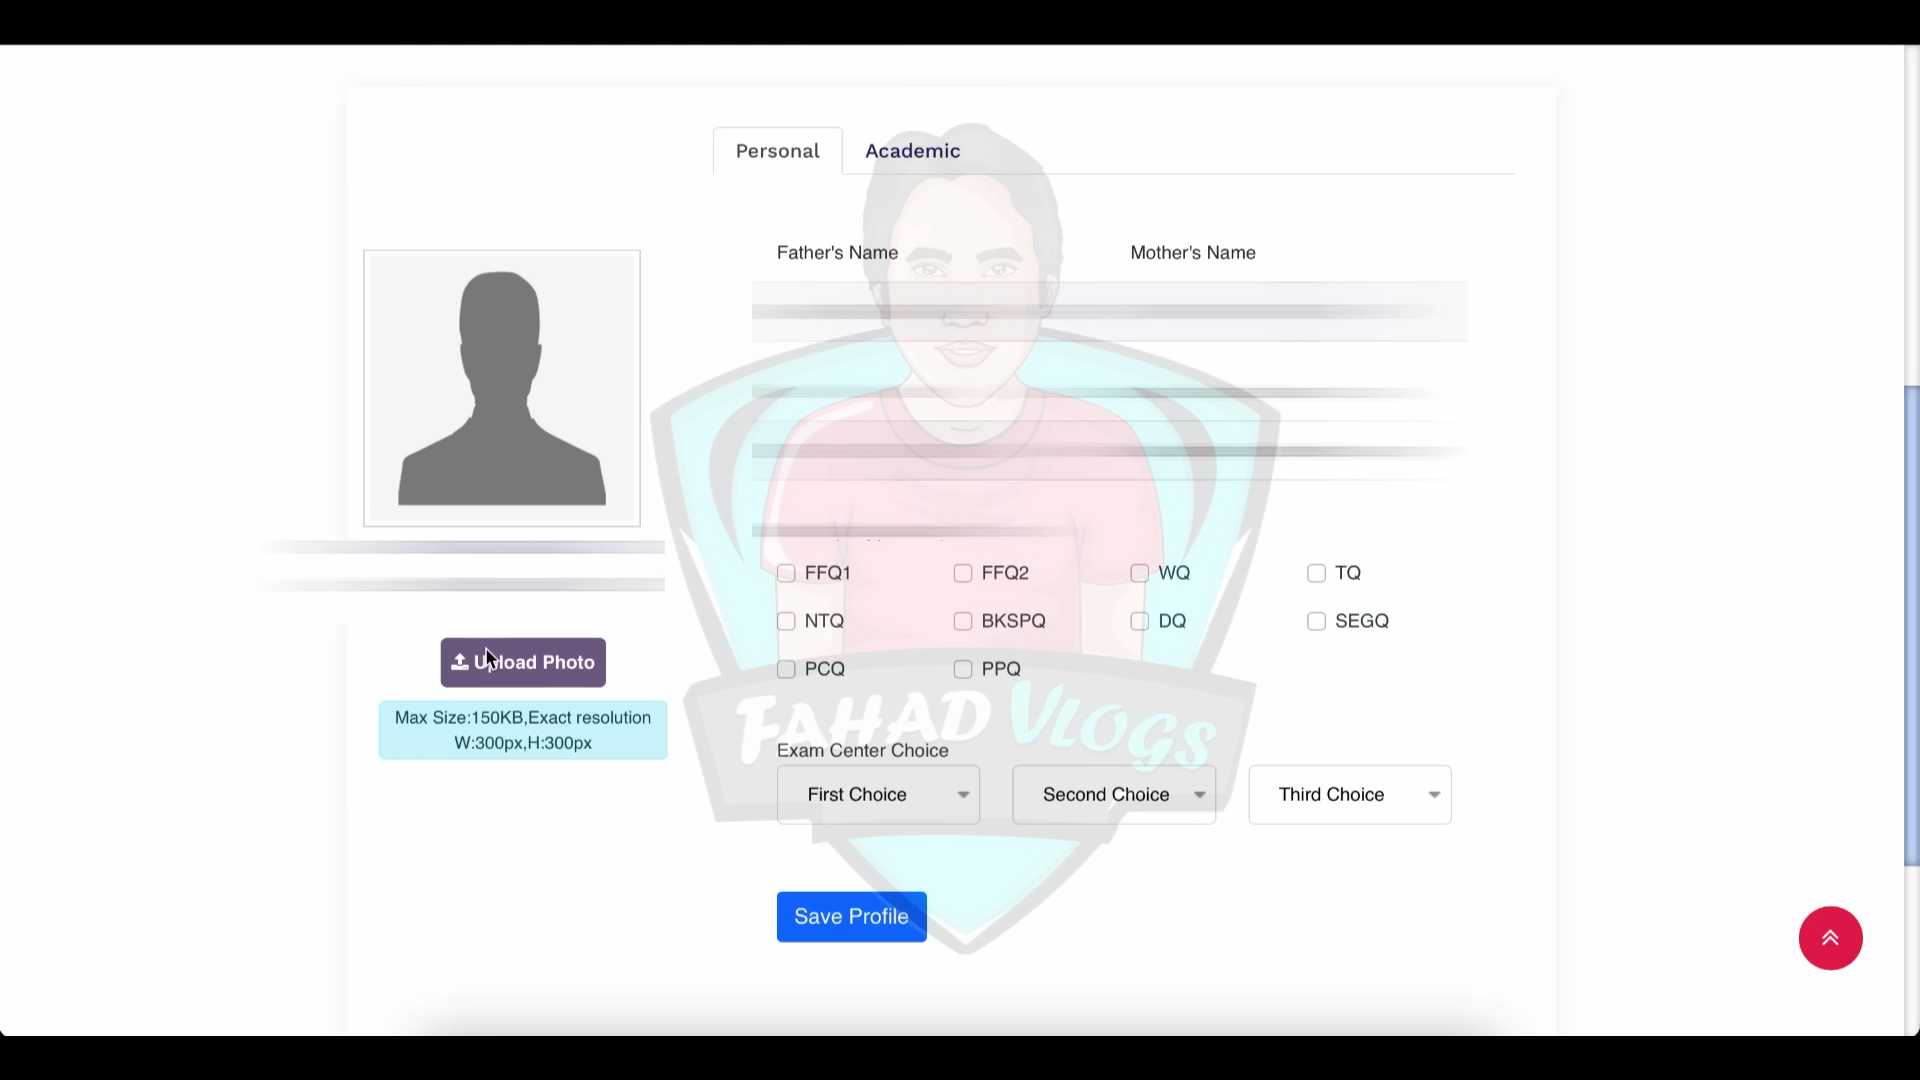 Personal Academic
Father's Name Mother's Name
FFQ1 FFQ2 WQ TQ
NTQ BKSPQ DQ SEGQ
PCQ PPQ
Upload Photo
Max Size:150KB,Exact resolution
W:300px,H:300px
FAHAD VLOGS
Exam Center Choice
First Choice Second Choice Third Choice
Save Profile